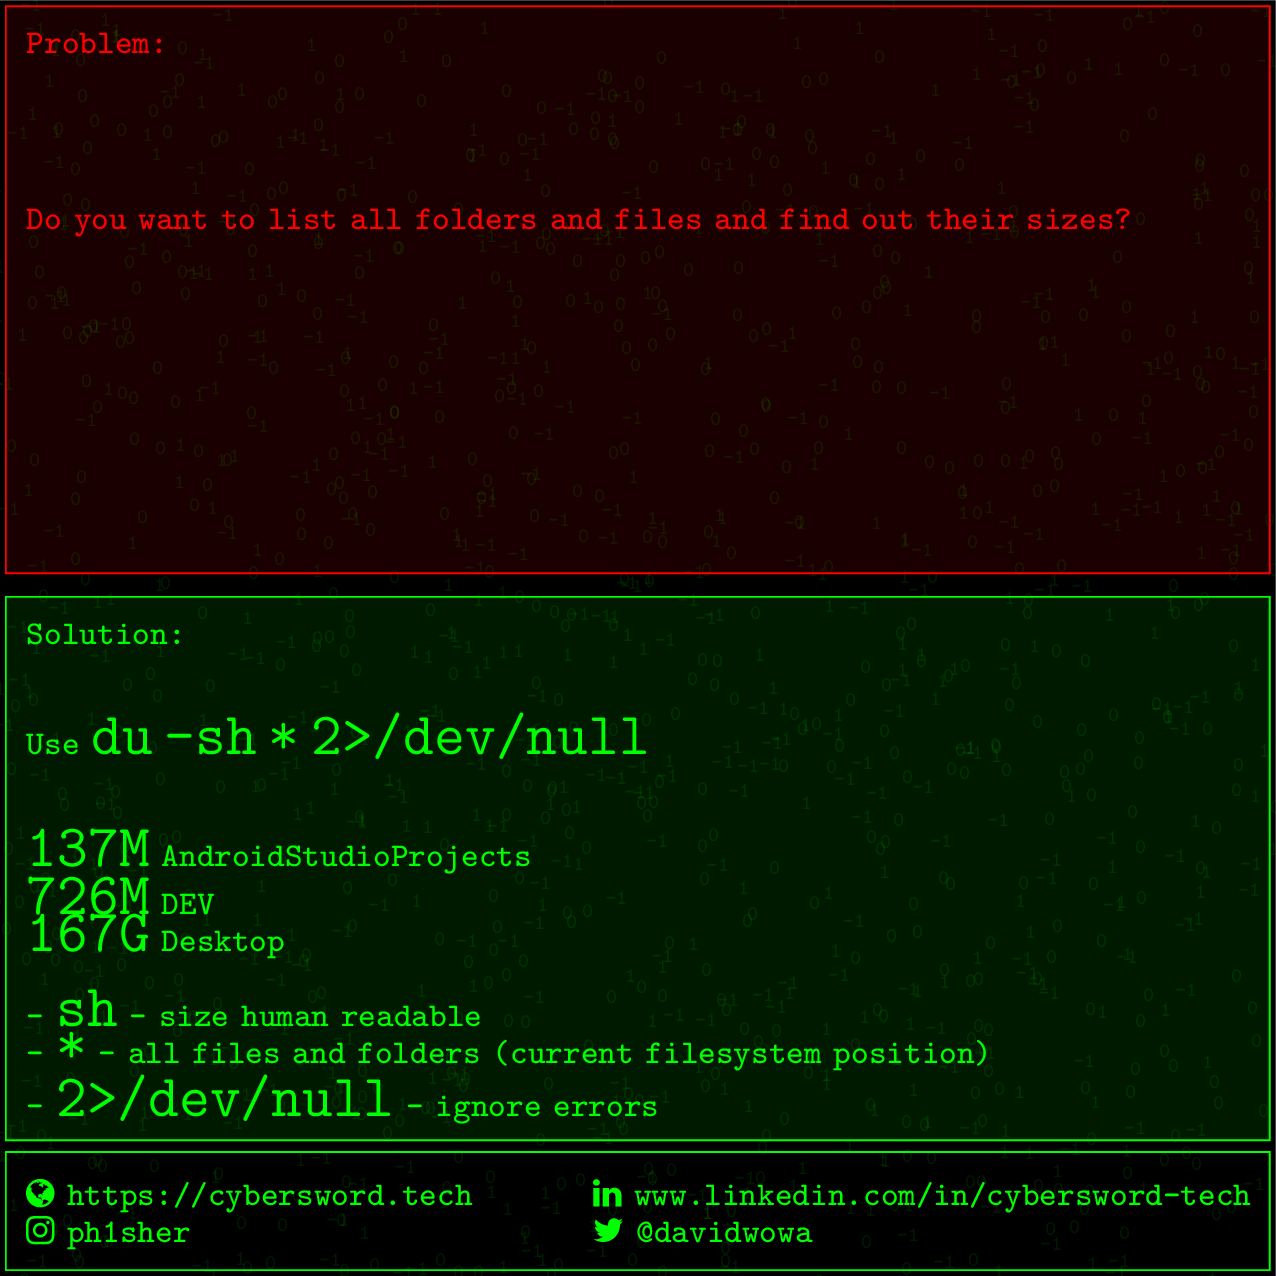 Problem:
Do you want to list all folders and files and find out their sizes?
Solution:
Use du -sh * 2>/dev/null
137M AndroidStudioProjects
726M DEV
167G Desktop
- sh - size human readable
- * - all files and folders (current filesystem position)
- 2>/dev/null - ignore errors
https://cybersword.tech
www.linkedin.com/in/cybersword-tech
ph1sher
@davidwowa